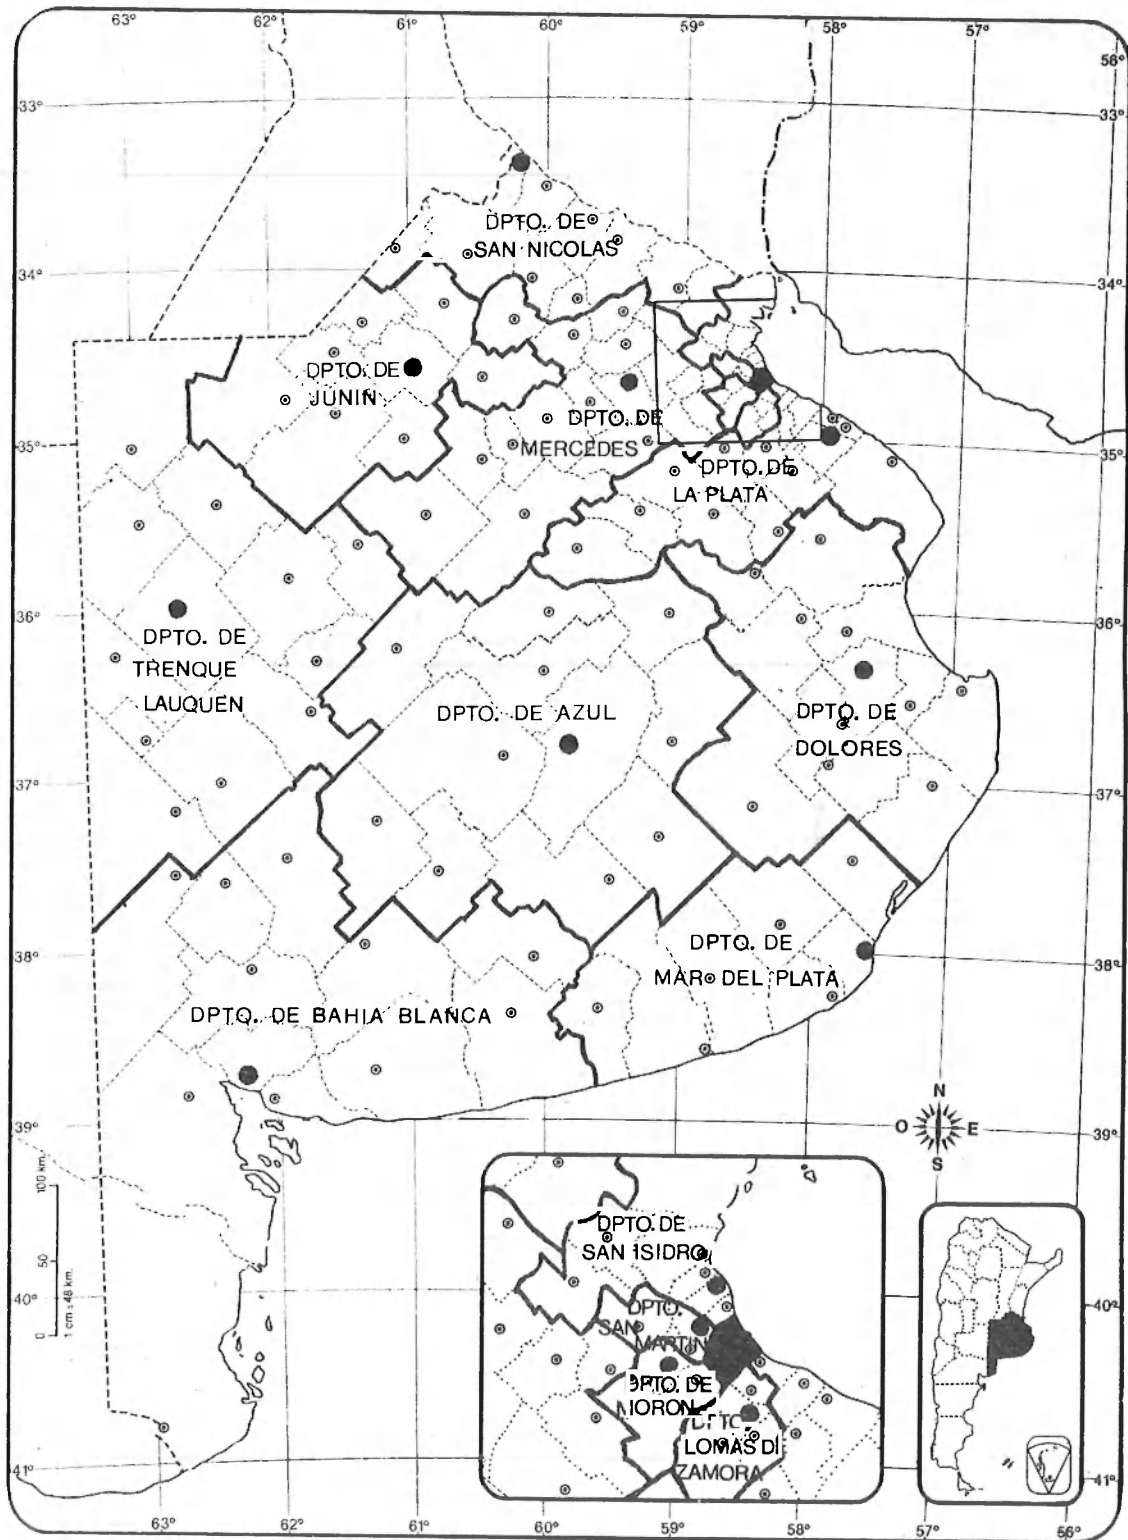 63° 62° 61° 60° 59° 58° 57° 56°
33° 33°
DPTO. DE
SAN NICOLAS
34° 34°
DPTO. DE
JUNIN
DPTO. DE
MERCEDES
35° 35°
DPTO. DE
LA PLATA
36° 36°
DPTO. DE
TRENQUE
LAUQUEN
DPTO. DE AZUL
DPTO. DE
DOLORES
37° 37°
DPTO. DE
MAR DEL PLATA
38° 38°
DPTO. DE BAHIA BLANCA
39° 39°
N
O E
S
100 km.
50
0
1 cm = 48 km.
DPTO. DE
SAN ISIDRO
DPTO.
SAN MARTIN
DPTO. DE
MORON
DPTO
LOMAS D
ZAMORA
40° 40°
41° 41°
63° 62° 61° 60° 59° 58° 57° 56°